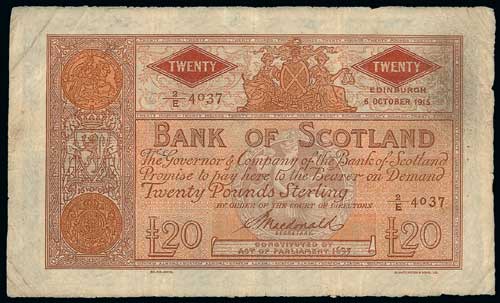 TWENTY TWENTY
2/E 4037
EDINBURGH
6 OCTOBER 1915
BANK OF SCOTLAND
The Governor & Company of the Bank of Scotland
Promise to pay here to the Bearer on Demand
Twenty Pounds Sterling 2/E 4037
BY ORDER OF THE COURT OF DIRECTORS
J Macdonald
SECRETARY
£20 £20
CONSTITUTED BY
ACT OF PARLIAMENT 1695